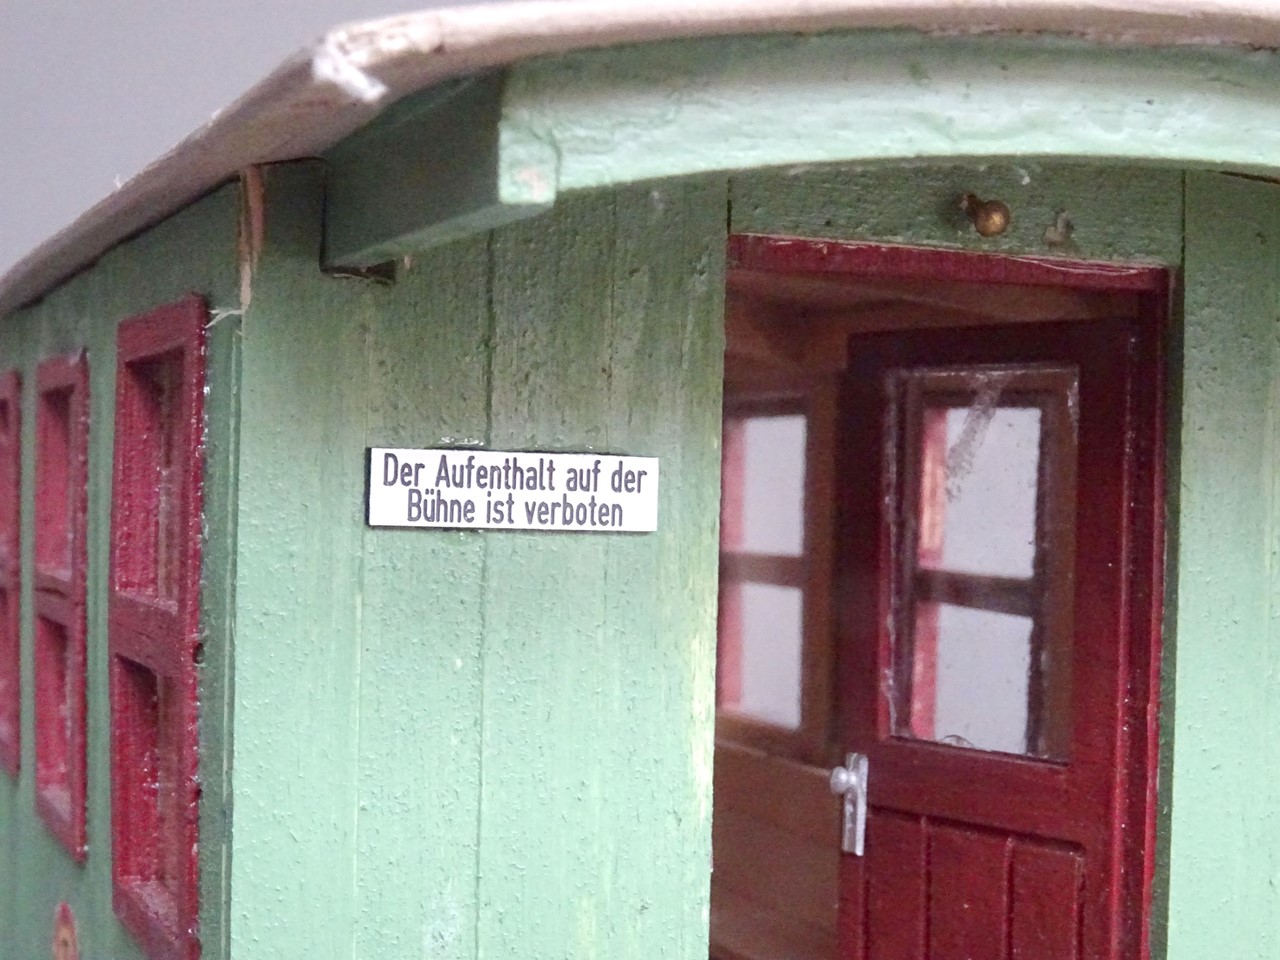 Der Aufenthalt auf der
Bühne ist verboten